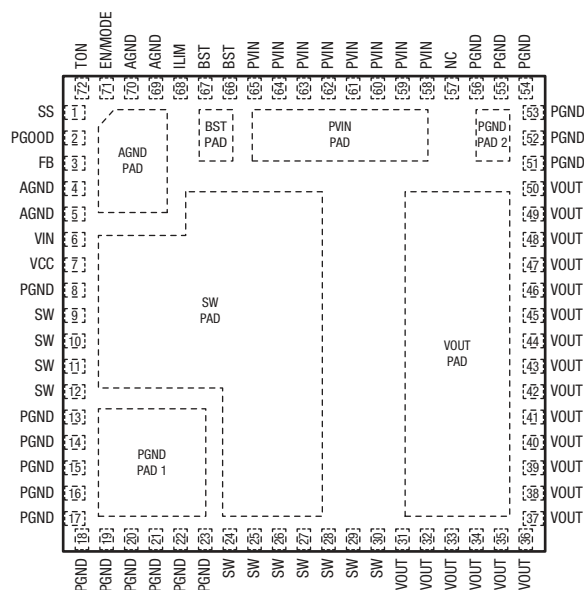 TON EN/MODE AGND AGND ILIM BST BST PVIN PVIN PVIN PVIN PVIN PVIN PVIN PVIN NC PGND PGND PGND
72 71 70 69 68 67 66 65 64 63 62 61 60 59 58 57 56 55 54
SS 1
PGOOD 2
FB 3
AGND 4
AGND 5
VIN 6
VCC 7
PGND 8
SW 9
SW 10
SW 11
SW 12
PGND 13
PGND 14
PGND 15
PGND 16
PGND 17
AGND
PAD
BST
PAD
PVIN
PAD
PGND
PAD 2
SW
PAD
VOUT
PAD
PGND
PAD 1
53 PGND
52 PGND
51 PGND
50 VOUT
49 VOUT
48 VOUT
47 VOUT
46 VOUT
45 VOUT
44 VOUT
43 VOUT
42 VOUT
41 VOUT
40 VOUT
39 VOUT
38 VOUT
37 VOUT
18 19 20 21 22 23 24 25 26 27 28 29 30 31 32 33 34 35 36
PGND PGND PGND PGND PGND PGND SW SW SW SW SW SW SW VOUT VOUT VOUT VOUT VOUT VOUT